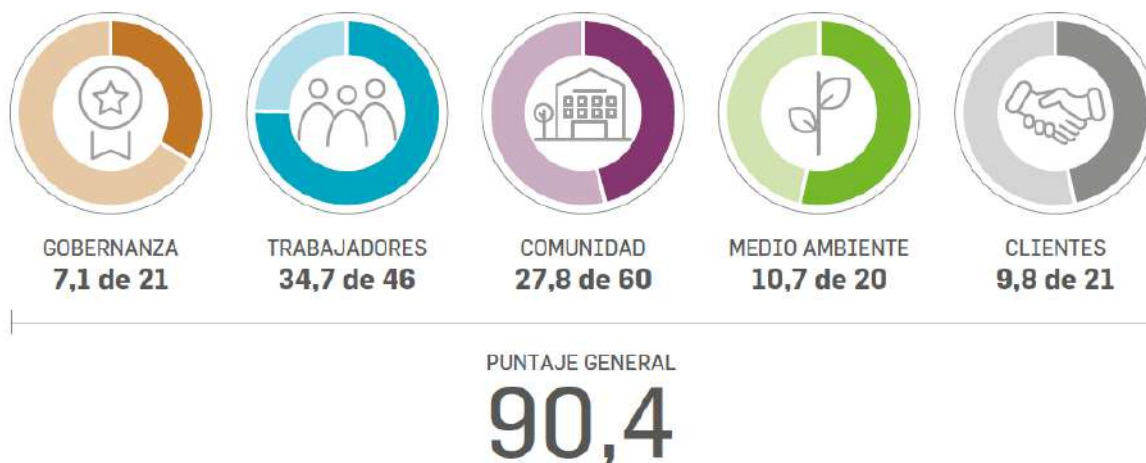 GOBERNANZA
7,1 de 21
TRABAJADORES
34,7 de 46
COMUNIDAD
27,8 de 60
MEDIO AMBIENTE
10,7 de 20
CLIENTES
9,8 de 21
PUNTAJE GENERAL
90,4